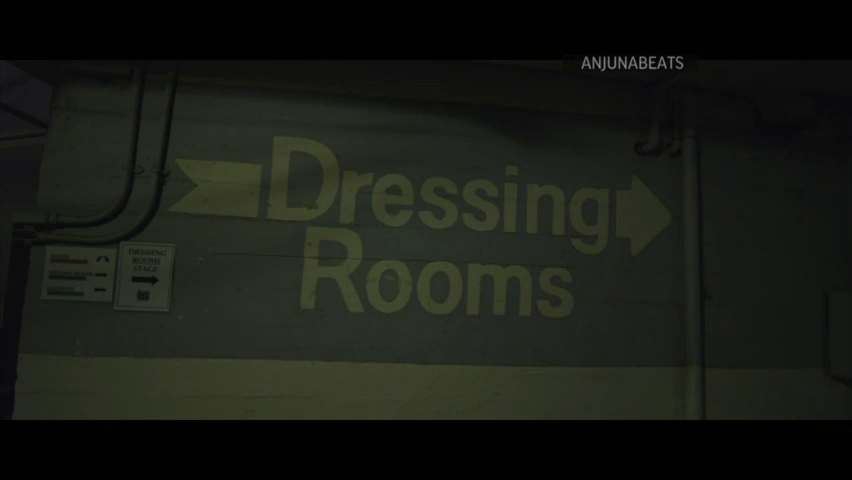 ANJUNABEATS
Dressing
Rooms
DRESSING
ROOMS
STAGE